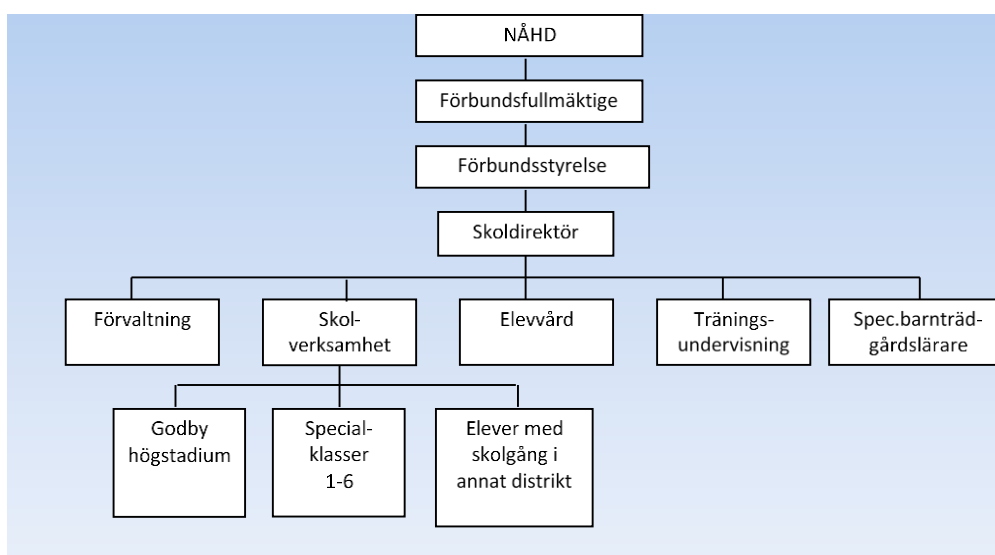 NÅHD
Förbundsfullmäktige
Förbundsstyrelse
Skoldirektör
Förvaltning
Skol-
verksamhet
Elevvård
Tränings-
undervisning
Spec.barnträd-
gårdslärare
Godby
högstadium
Special-
klasser
1-6
Elever med
skolgång i
annat distrikt